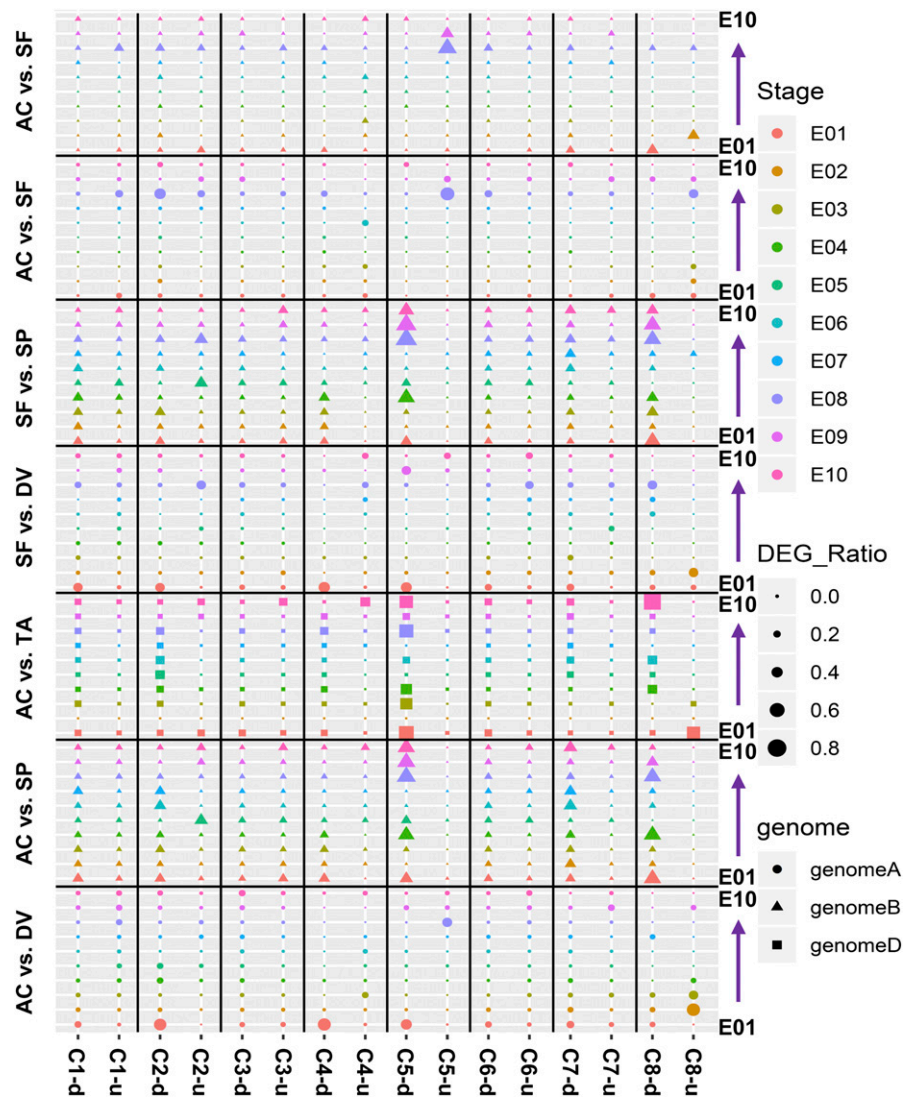 AC vs. SF
E10
E01
AC vs. SF
E10
E01
SF vs. SP
E10
E01
SF vs. DV
E10
E01
AC vs. TA
E10
E01
AC vs. SP
E10
E01
AC vs. DV
E10
E01
C1-d
C1-u
C2-d
C2-u
C3-d
C3-u
C4-d
C4-u
C5-d
C5-u
C6-d
C6-u
C7-d
C7-u
C8-d
C8-u
Stage
E01
E02
E03
E04
E05
E06
E07
E08
E09
E10
DEG_Ratio
0.0
0.2
0.4
0.6
0.8
genome
genomeA
genomeB
genomeD